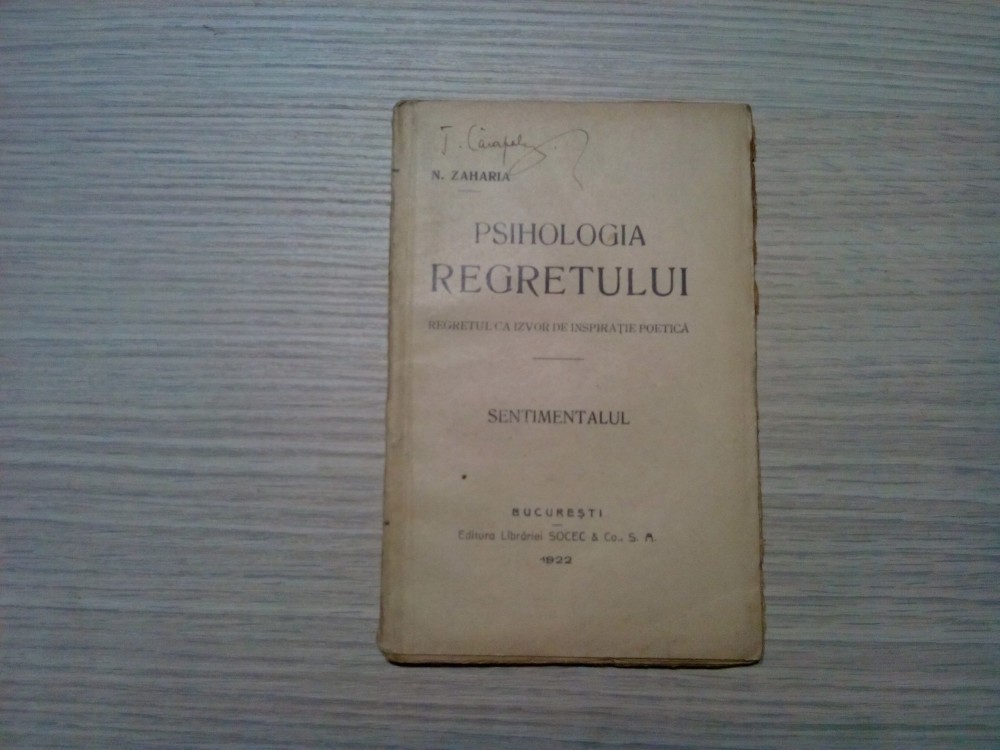 N. ZAHARIA
PSIHOLOGIA
REGRETULUI
REGRETUL CA IZVOR DE INSPIRAȚIE POETICĂ
SENTIMENTALUL
BUCUREȘTI
Editura Librăriei SOCEC & Co., S. A.
1922